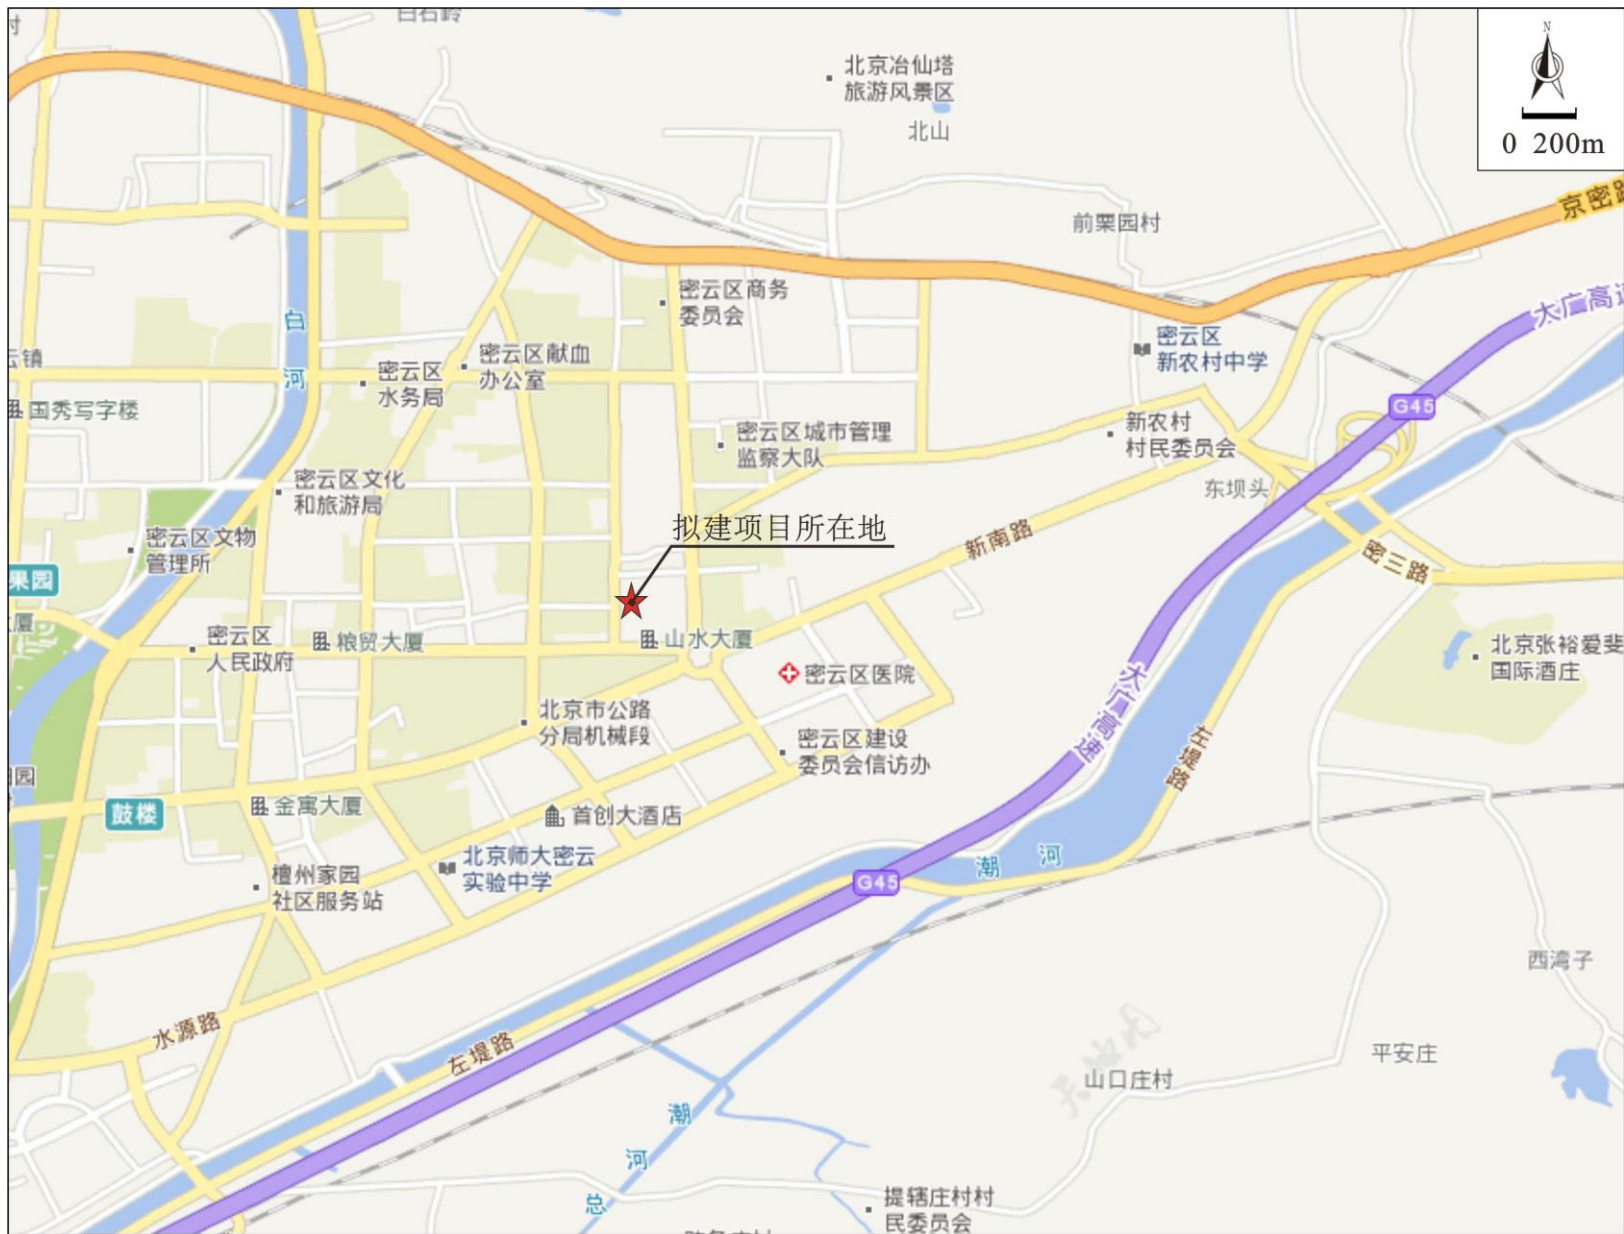 村
白石岭
北京冶仙塔
旅游风景区
北山
N
0 200m
京密路
前栗园村
大广高速
密云区商务
委员会
白
河
密云区
新农村中学
云镇
密云区献血
办公室
密云区
水务局
国秀写字楼
G45
新农村
村民委员会
密云区城市管理
监察大队
密云区文化
和旅游局
东坝头
拟建项目所在地
密云区文物
管理所
新南路
密三路
果园
厦
密云区
人民政府
粮贸大厦
山水大厦
密云区医院
北京张裕爱斐
国际酒庄
大广高速
北京市公路
分局机械段
密云区建设
委员会信访办
左堤路
园
鼓楼
金寓大厦
首创大酒店
北京师大密云
实验中学
潮河
G45
檀州家园
社区服务站
西湾子
水源路
左堤路
平安庄
山口庄村
潮
河
总
提辖庄村村
民委员会